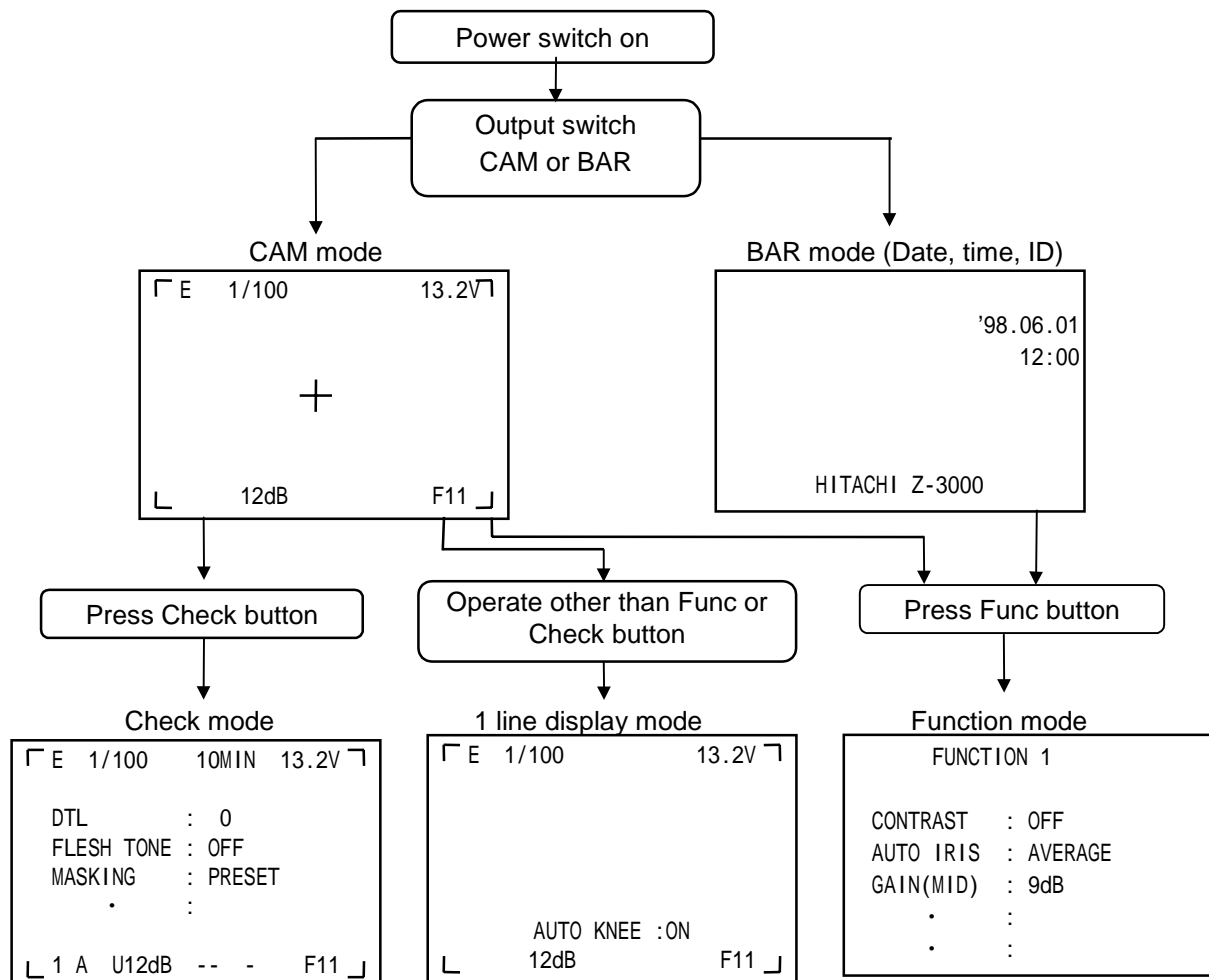 Power switch on
Output switch
CAM or BAR
CAM mode
E 1/100 13.2V
12dB F11
BAR mode (Date, time, ID)
'98.06.01
12:00
HITACHI Z-3000
Press Check button
Operate other than Func or
Check button
Press Func button
Check mode
E 1/100 10MIN 13.2V
DTL : 0
FLESH TONE : OFF
MASKING : PRESET
・ :
1 A U12dB -- - F11
1 line display mode
E 1/100 13.2V
AUTO KNEE :ON
12dB F11
Function mode
FUNCTION 1
CONTRAST : OFF
AUTO IRIS : AVERAGE
GAIN(MID) : 9dB
・ :
・ :